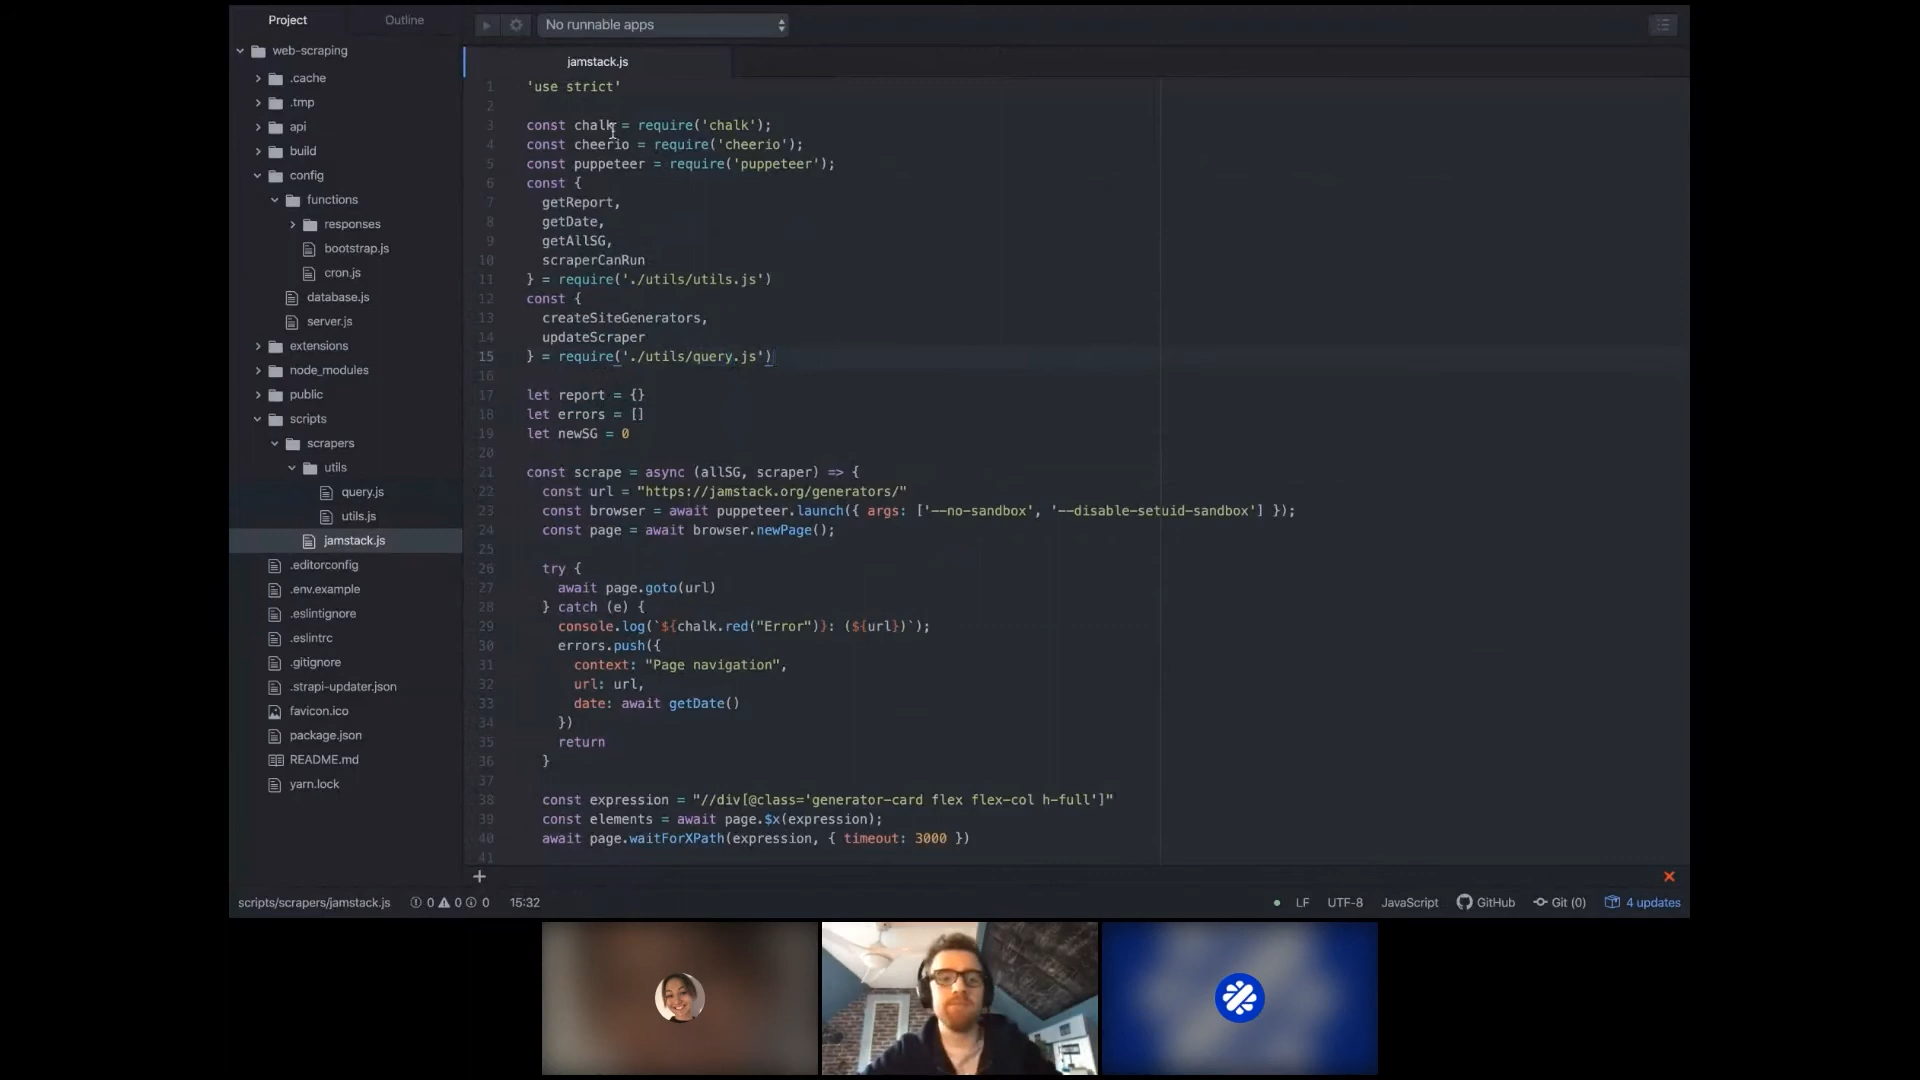 Project
Outline
No runnable apps
web-scraping
.cache
.tmp
api
build
config
functions
responses
bootstrap.js
cron.js
database.js
server.js
extensions
node_modules
public
scripts
scrapers
utils
query.js
utils.js
jamstack.js
.editorconfig
.env.example
.eslintignore
.eslintrc
.gitignore
.strapi-updater.json
favicon.ico
package.json
README.md
yarn.lock
jamstack.js
1 'use strict'
2
3 const chalk = require('chalk');
4 const cheerio = require('cheerio');
5 const puppeteer = require('puppeteer');
6 const {
7 getReport,
8 getDate,
9 getAllSG,
10 scraperCanRun
11 } = require('./utils/utils.js')
12 const {
13 createSiteGenerators,
14 updateScraper
15 } = require('./utils/query.js')
16
17 let report = {}
18 let errors = []
19 let newSG = 0
20
21 const scrape = async (allSG, scraper) => {
22 const url = "https://jamstack.org/generators/"
23 const browser = await puppeteer.launch({ args: ['--no-sandbox', '--disable-setuid-sandbox'] });
24 const page = await browser.newPage();
25
26 try {
27 await page.goto(url)
28 } catch (e) {
29 console.log(`${chalk.red("Error")}: (${url})`);
30 errors.push({
31 context: "Page navigation",
32 url: url,
33 date: await getDate()
34 })
35 return
36 }
37
38 const expression = "//div[@class='generator-card flex flex-col h-full']"
39 const elements = await page.$x(expression);
40 await page.waitForXPath(expression, { timeout: 3000 })
41
scripts/scrapers/jamstack.js 0 0 0 15:32 LF UTF-8 JavaScript GitHub Git (0) 4 updates